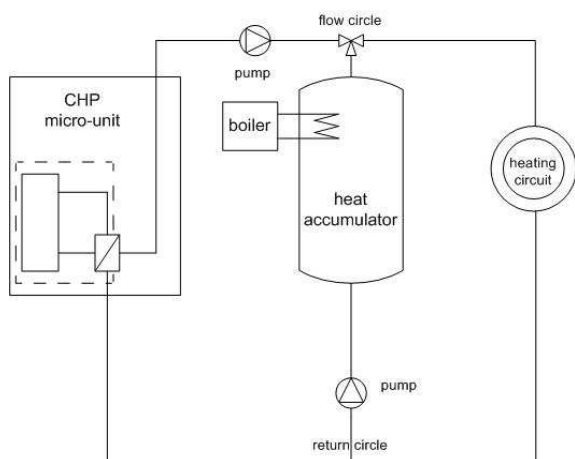 flow circle
pump
CHP
micro-unit
boiler
heating
circuit
heat
accumulator
pump
return circle